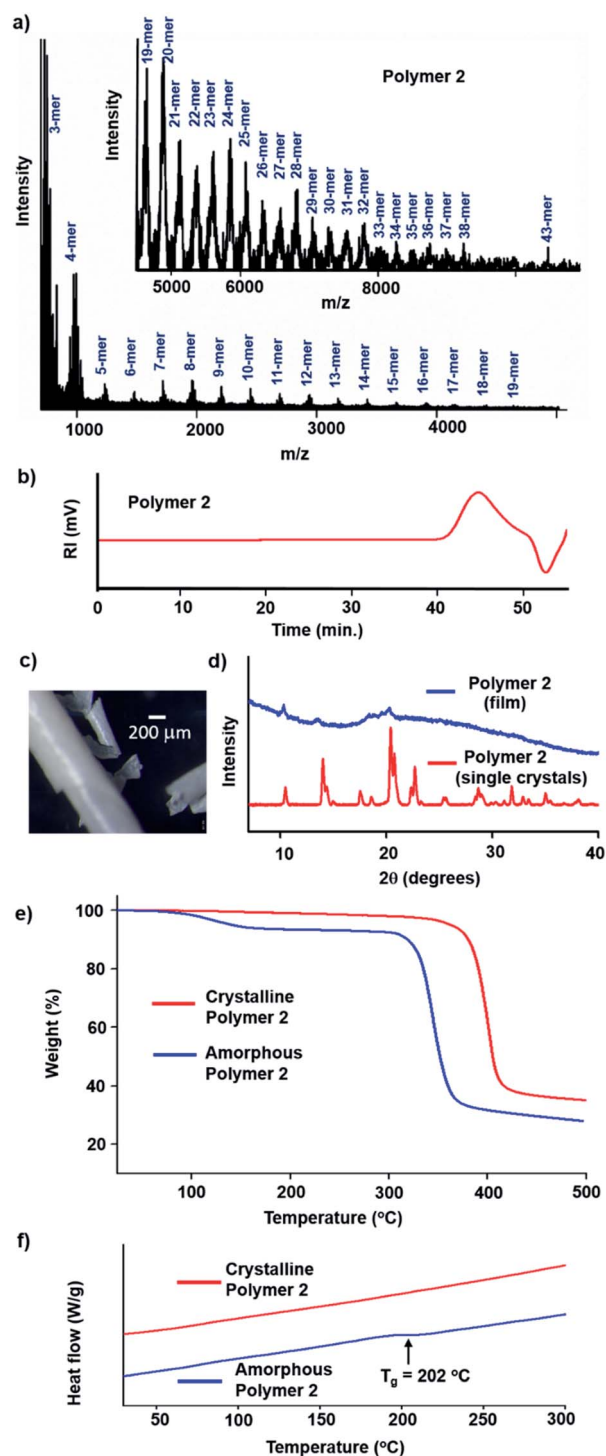 a)
Polymer 2
Intensity
3-mer
4-mer
5-mer
6-mer
7-mer
8-mer
9-mer
10-mer
11-mer
12-mer
13-mer
14-mer
15-mer
16-mer
17-mer
18-mer
19-mer
1000 2000 3000 4000
m/z
Intensity
19-mer
20-mer
21-mer
22-mer
23-mer
24-mer
25-mer
26-mer
27-mer
28-mer
29-mer
30-mer
31-mer
32-mer
33-mer
34-mer
35-mer
36-mer
37-mer
38-mer
43-mer
5000 6000 8000
m/z
b)
Polymer 2
RI (mV)
0 10 20 30 40 50
Time (min.)
c)
200 μm
d)
Polymer 2
(film)
Polymer 2
(single crystals)
Intensity
10 20 30 40
2θ (degrees)
e)
100
80
60
40
20
Weight (%)
Crystalline
Polymer 2
Amorphous
Polymer 2
100 200 300 400 500
Temperature (°C)
f)
Heat flow (W/g)
Crystalline
Polymer 2
Amorphous
Polymer 2
Tg = 202 °C
50 100 150 200 250 300
Temperature (°C)